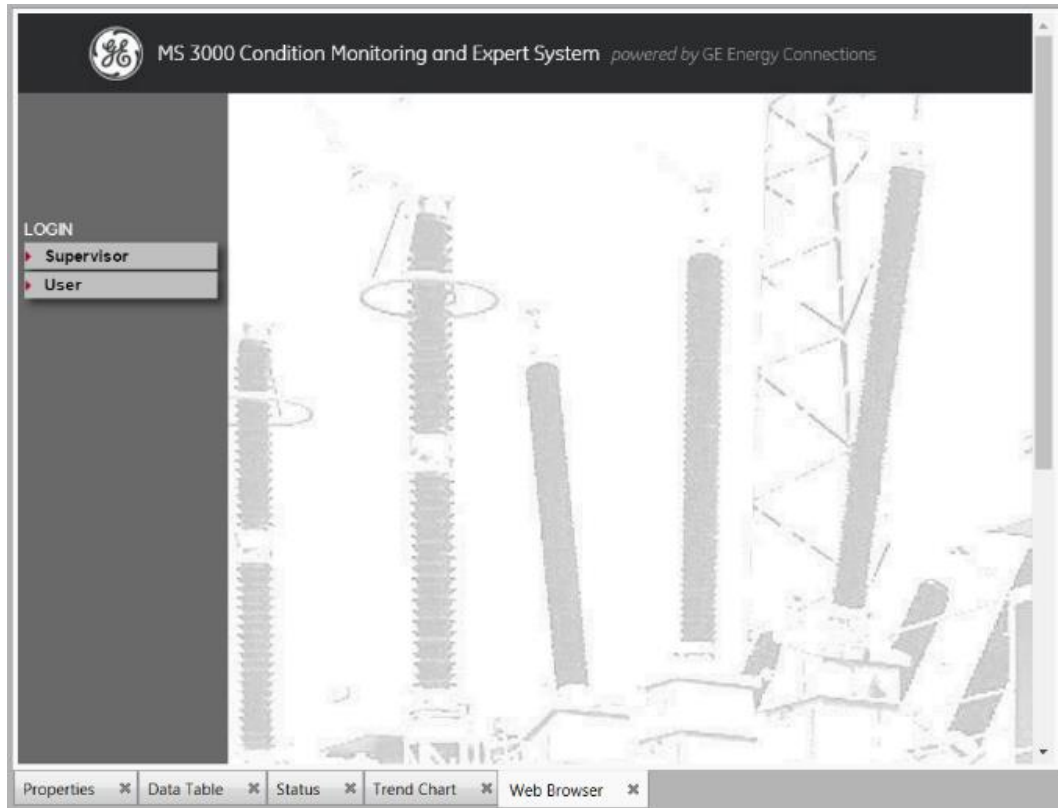 GE MS 3000 Condition Monitoring and Expert System powered by GE Energy Connections
LOGIN
Supervisor
User
Properties Data Table Status Trend Chart Web Browser